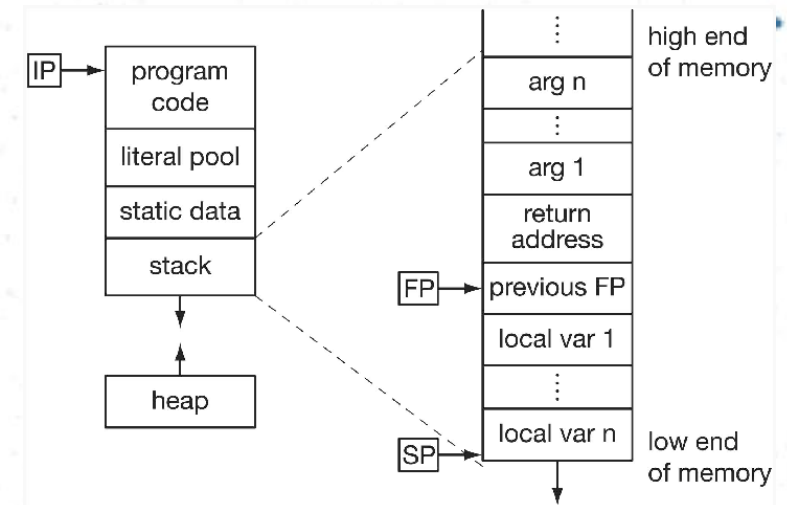 IP
program
code
literal pool
static data
stack
heap
⋮
arg n
⋮
arg 1
return
address
FP
previous FP
local var 1
⋮
local var n
SP
high end
of memory
low end
of memory